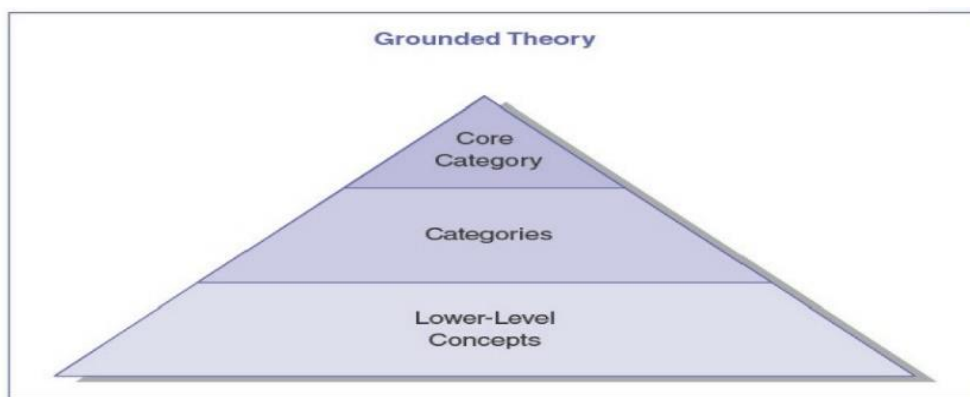 Grounded Theory
Core
Category
Categories
Lower-Level
Concepts